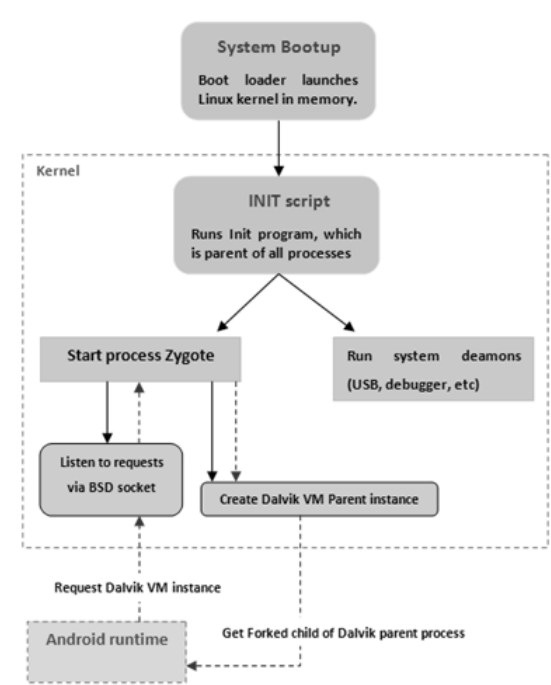 System Bootup
Boot loader launches
Linux kernel in memory.
Kernel
INIT script
Runs Init program, which
is parent of all processes
Start process Zygote
Run system deamons
(USB, debugger, etc)
Listen to requests
via BSD socket
Create Dalvik VM Parent instance
Request Dalvik VM instance
Android runtime
Get Forked child of Dalvik parent process